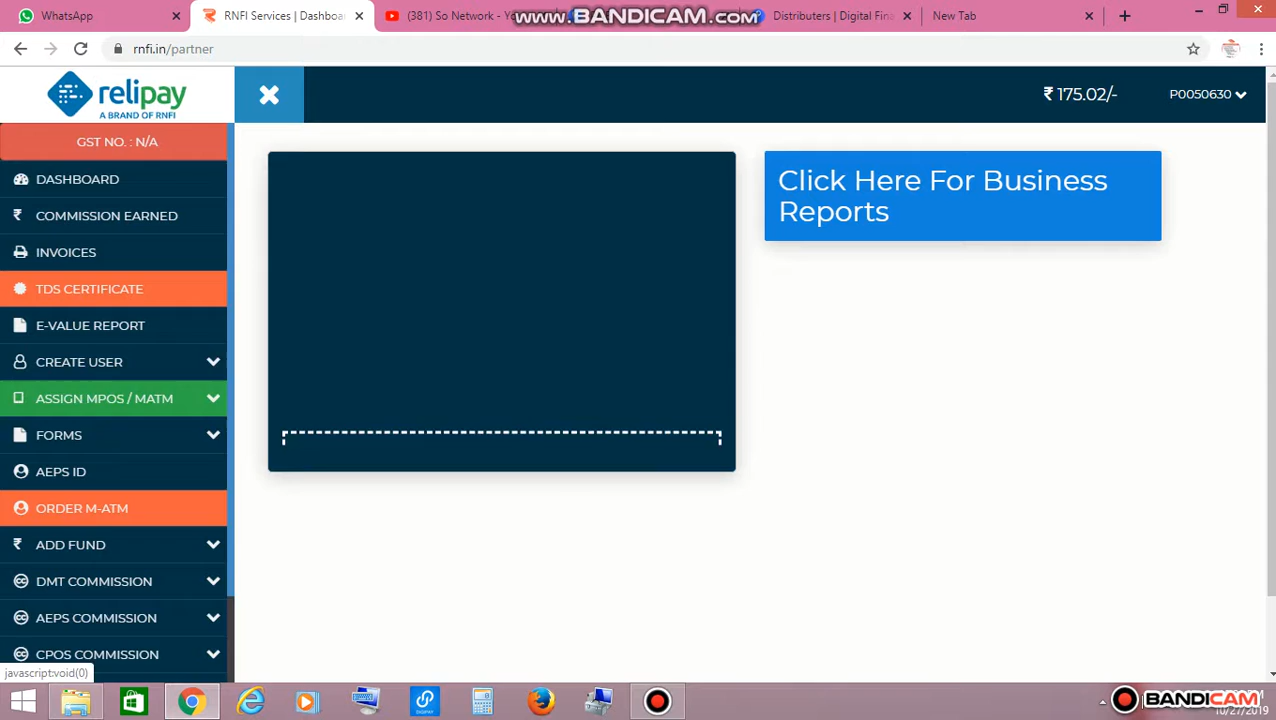 WhatsApp
RNFI Services | Dashboa
(381) So Network - Yo
www.BANDICAM.com
Distributers | Digital Fina
New Tab
rnfi.in/partner
relipay
A BRAND OF RNFI
₹ 175.02/-
P0050630
GST NO. : N/A
DASHBOARD
COMMISSION EARNED
INVOICES
TDS CERTIFICATE
E-VALUE REPORT
CREATE USER
ASSIGN MPOS / MATM
FORMS
AEPS ID
ORDER M-ATM
ADD FUND
DMT COMMISSION
AEPS COMMISSION
CPOS COMMISSION
Click Here For Business
Reports
javascript:void(0)
DIGIPAY
BANDICAM
10/27/2019